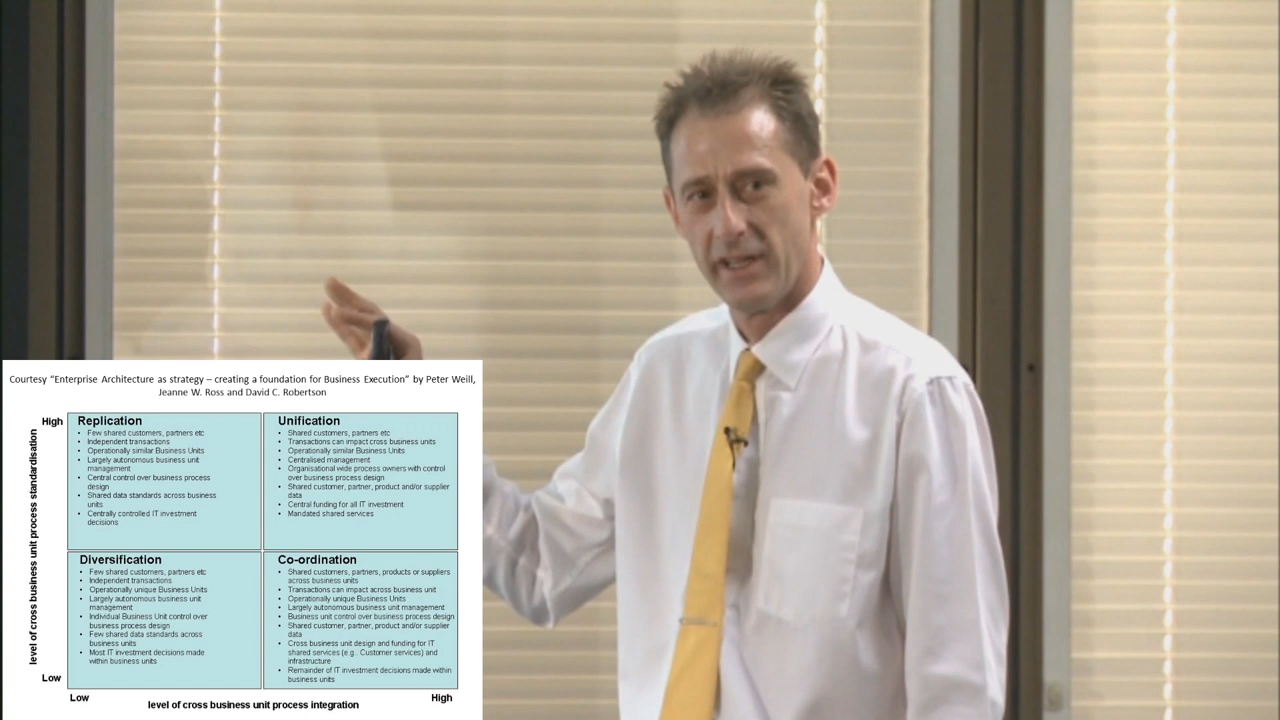 Courtesy “Enterprise Architecture as strategy – creating a foundation for Business Execution” by Peter Weill,
Jeanne W. Ross and David C. Robertson
High
level of cross business unit process standardisation
Low
Replication
• Few shared customers, partners etc
• Independent transactions
• Operationally similar Business Units
• Largely autonomous business unit
management
• Central control over business process
design
• Shared data standards across business
units
• Centrally controlled IT investment
decisions
Unification
• Shared customers, partners etc
• Transactions can impact cross business units
• Operationally similar Business Units
• Centralised management
• Organisational wide process owners with control
over business process design
• Shared customer, partner, product and/or supplier
data
• Central funding for all IT investment
• Mandated shared services
Diversification
• Few shared customers, partners etc
• Independent transactions
• Operationally unique Business Units
• Largely autonomous business unit
management
• Individual Business Unit control over
business process design
• Few shared data standards across
business units
• Most IT investment decisions made
within business units
Co-ordination
• Shared customers, partners, products or suppliers
across business units
• Transactions can impact across business unit
• Operationally unique Business Units
• Largely autonomous business unit management
• Business unit control over business process design
• Shared customer, partner, product and/or supplier
data
• Cross business unit design and funding for IT
shared services (e.g.. Customer services) and
infrastructure
• Remainder of IT investment decisions made within
business units
Low
High
level of cross business unit process integration